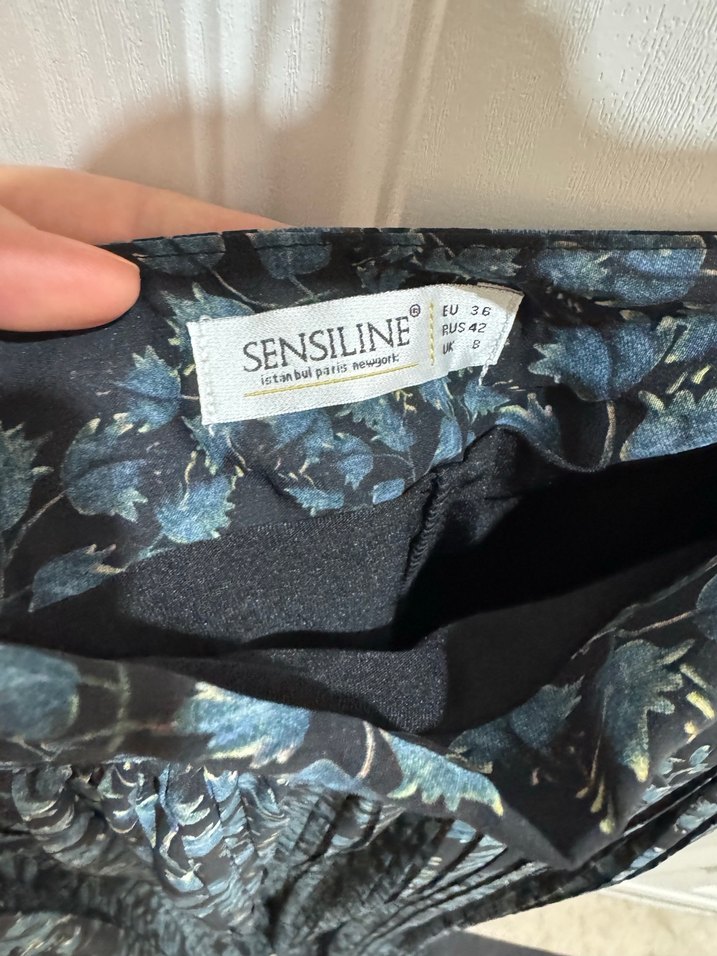 SENSILINE®
istanbul paris newyork
EU 36
RUS 42
UK 8